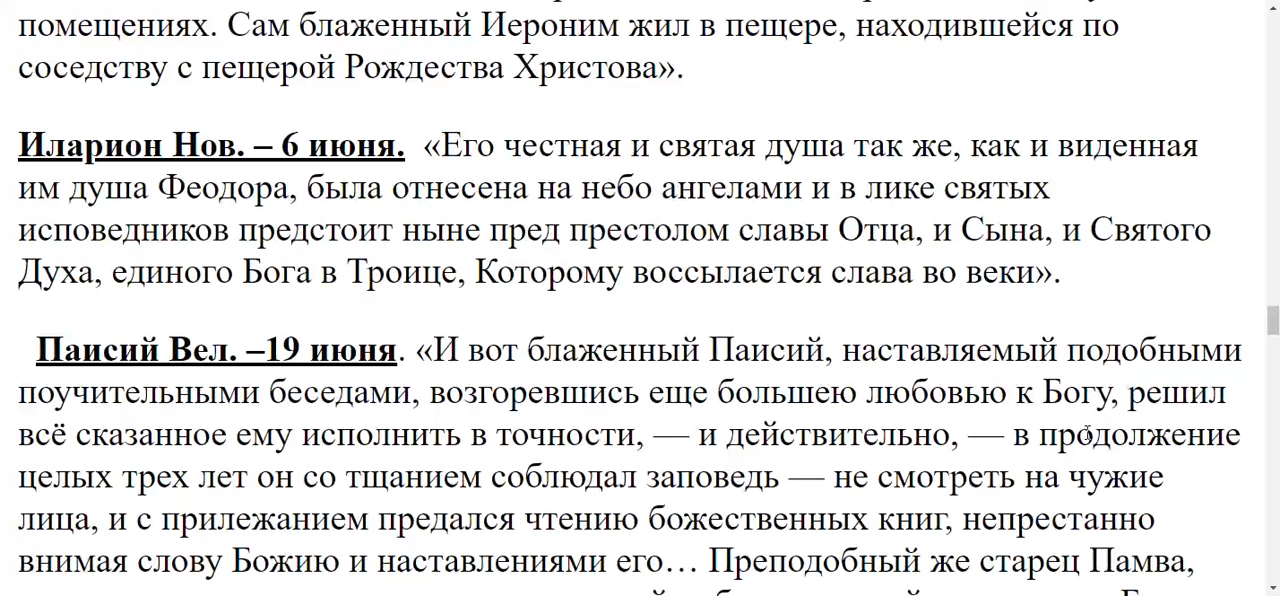 помещениях. Сам блаженный Иероним жил в пещере, находившейся по
соседству с пещерой Рождества Христова».
Иларион Нов. – 6 июня. «Его честная и святая душа так же, как и виденная
им душа Феодора, была отнесена на небо ангелами и в лике святых
исповедников предстоит ныне пред престолом славы Отца, и Сына, и Святого
Духа, единого Бога в Троице, Которому воссылается слава во веки».
Паисий Вел. –19 июня. «И вот блаженный Паисий, наставляемый подобными
поучительными беседами, возгоревшись еще большею любовью к Богу, решил
всё сказанное ему исполнить в точности, — и действительно, — в продолжение
целых трех лет он со тщанием соблюдал заповедь — не смотреть на чужие
лица, и с прилежанием предался чтению божественных книг, непрестанно
внимая слову Божию и наставлениями его… Преподобный же старец Памва,